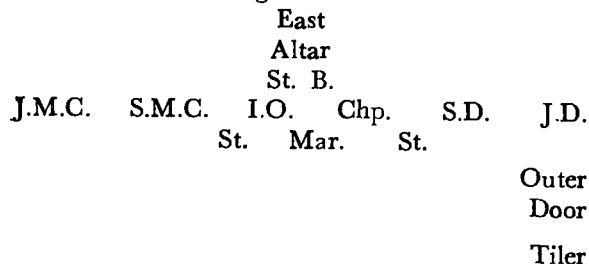 East
Altar
St. B.
J.M.C. S.M.C. I.O. Chp. S.D. J.D.
St. Mar. St.
Outer
Door
Tiler